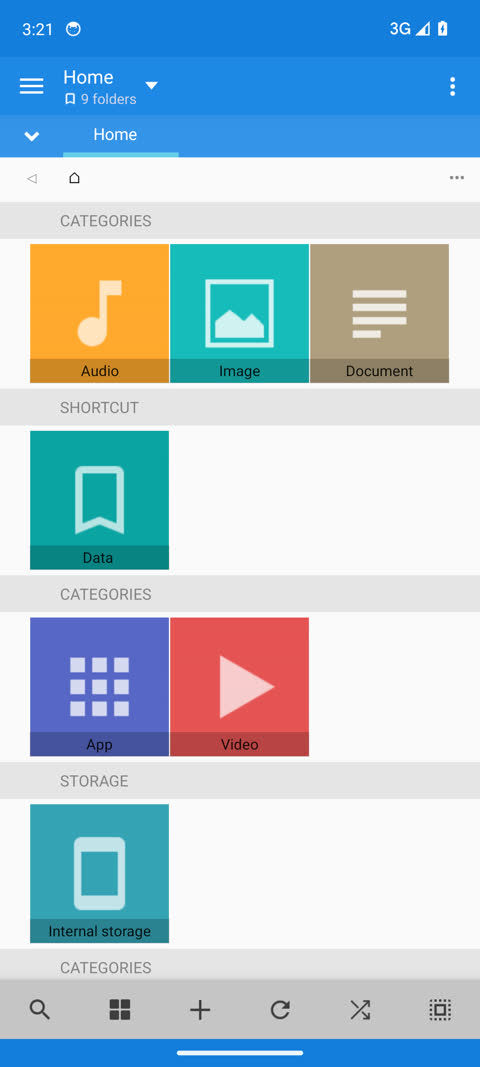 3:21
3G
Home
9 folders
Home
CATEGORIES
Audio
Image
Document
SHORTCUT
Data
CATEGORIES
App
Video
STORAGE
Internal storage
CATEGORIES